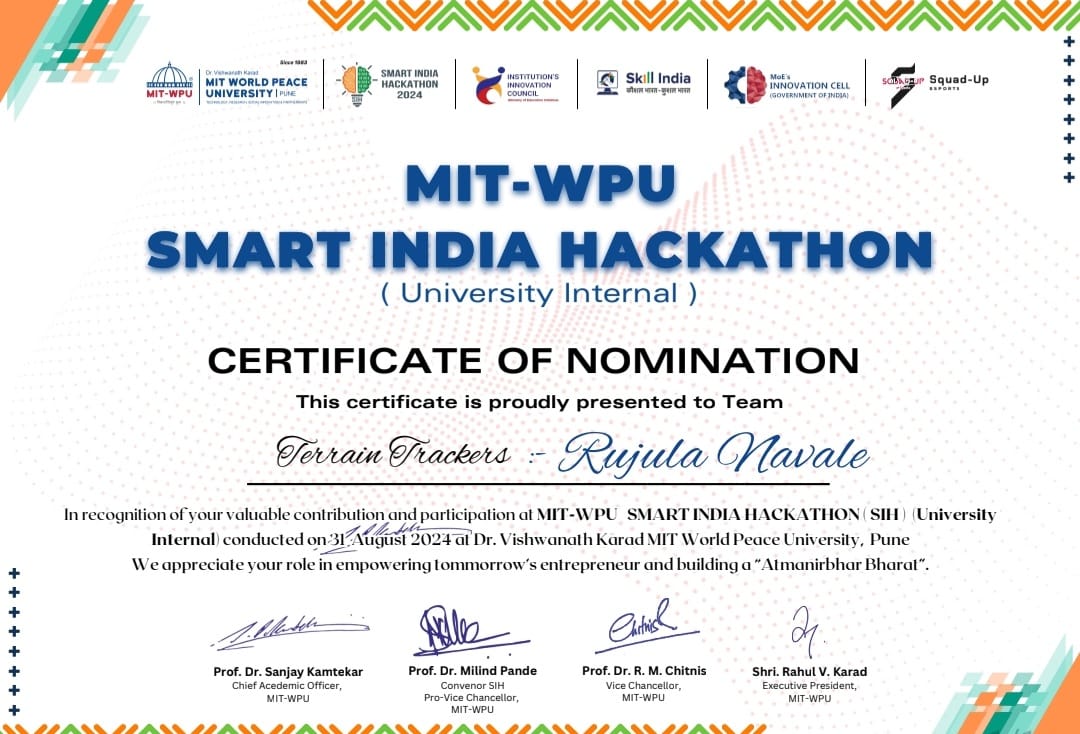 Since 1983
Dr. Vishwanath Karad
MIT WORLD PEACE
UNIVERSITY | PUNE
TECHNOLOGY, RESEARCH, SOCIAL INNOVATION & PARTNERSHIPS
MIT-WPU
SMART INDIA
HACKATHON
2024
SIH
INSTITUTION'S
INNOVATION
COUNCIL
Ministry of Education Initiative
Skill India
कौशल भारत-कुशल भारत
MoE's
INNOVATION CELL
(GOVERNMENT OF INDIA)
SQUAD-UP
Squad-Up
ESPORTS
MIT-WPU
SMART INDIA HACKATHON
( University Internal )
CERTIFICATE OF NOMINATION
This certificate is proudly presented to Team
Terrain Trackers :- Rujula Navale
In recognition of your valuable contribution and participation at MIT-WPU SMART INDIA HACKATHON ( SIH ) (University
Internal) conducted on 31 August 2024 at Dr. Vishwanath Karad MIT World Peace University, Pune
We appreciate your role in empowering tommorrow's entrepreneur and building a "Atmanirbhar Bharat".
Chitnis
Prof. Dr. Sanjay Kamtekar
Chief Acedemic Officer,
MIT-WPU
Prof. Dr. Milind Pande
Convenor SIH
Pro-Vice Chancellor,
MIT-WPU
Prof. Dr. R. M. Chitnis
Vice Chancellor,
MIT-WPU
Shri. Rahul V. Karad
Executive President,
MIT-WPU